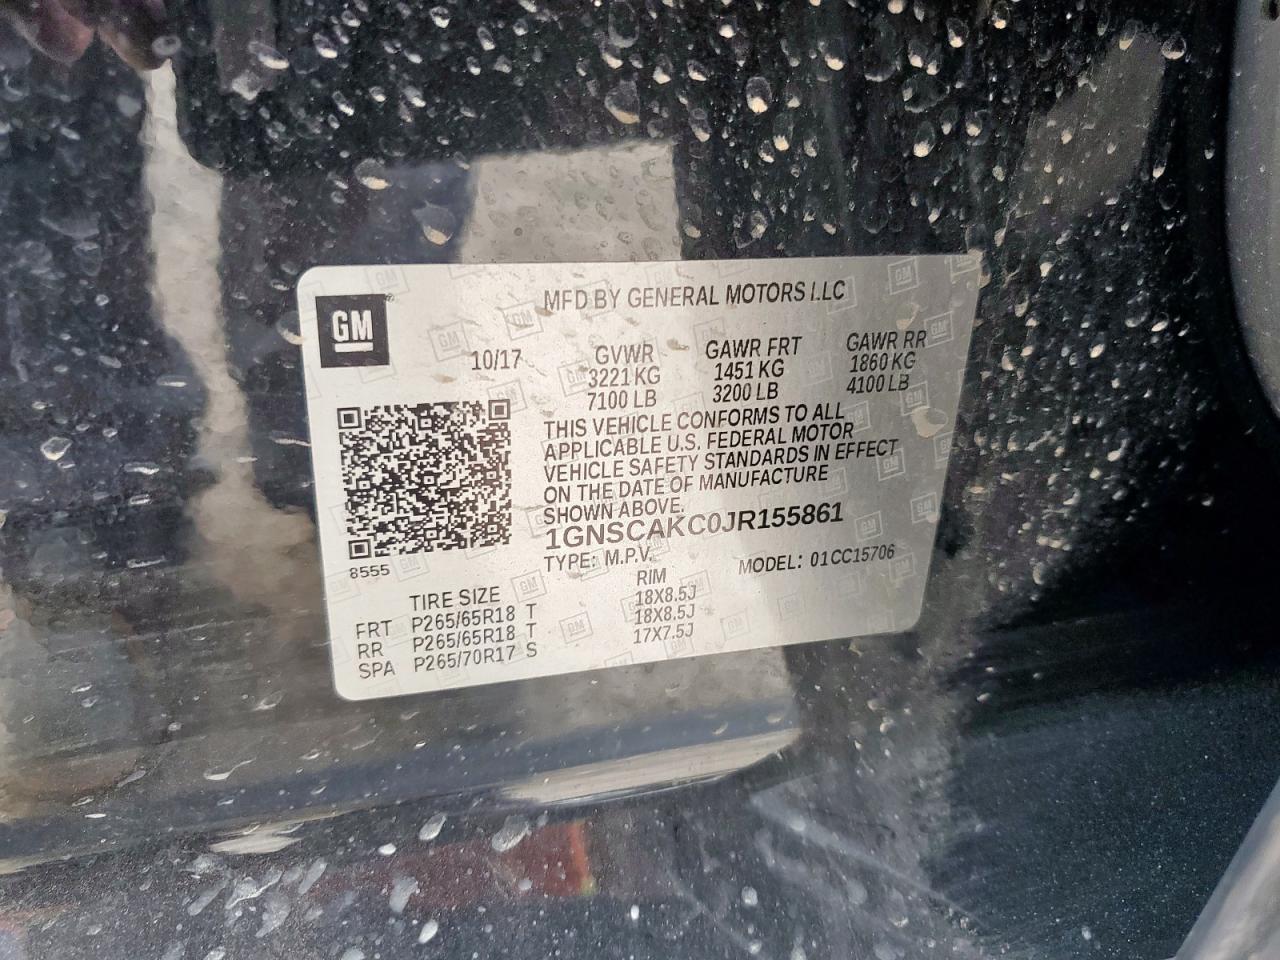 MFD BY GENERAL MOTORS LLC
GM
10/17
GVWR GAWR FRT GAWR RR
3221 KG 1451 KG 1860 KG
7100 LB 3200 LB 4100 LB
THIS VEHICLE CONFORMS TO ALL
APPLICABLE U.S. FEDERAL MOTOR
VEHICLE SAFETY STANDARDS IN EFFECT
ON THE DATE OF MANUFACTURE
SHOWN ABOVE.
1GNSCAKC0JR155861
TYPE: M.P.V. MODEL: 01CC15706
8555
TIRE SIZE RIM
FRT P265/65R18 T 18X8.5J
RR P265/65R18 T 18X8.5J
SPA P265/70R17 S 17X7.5J